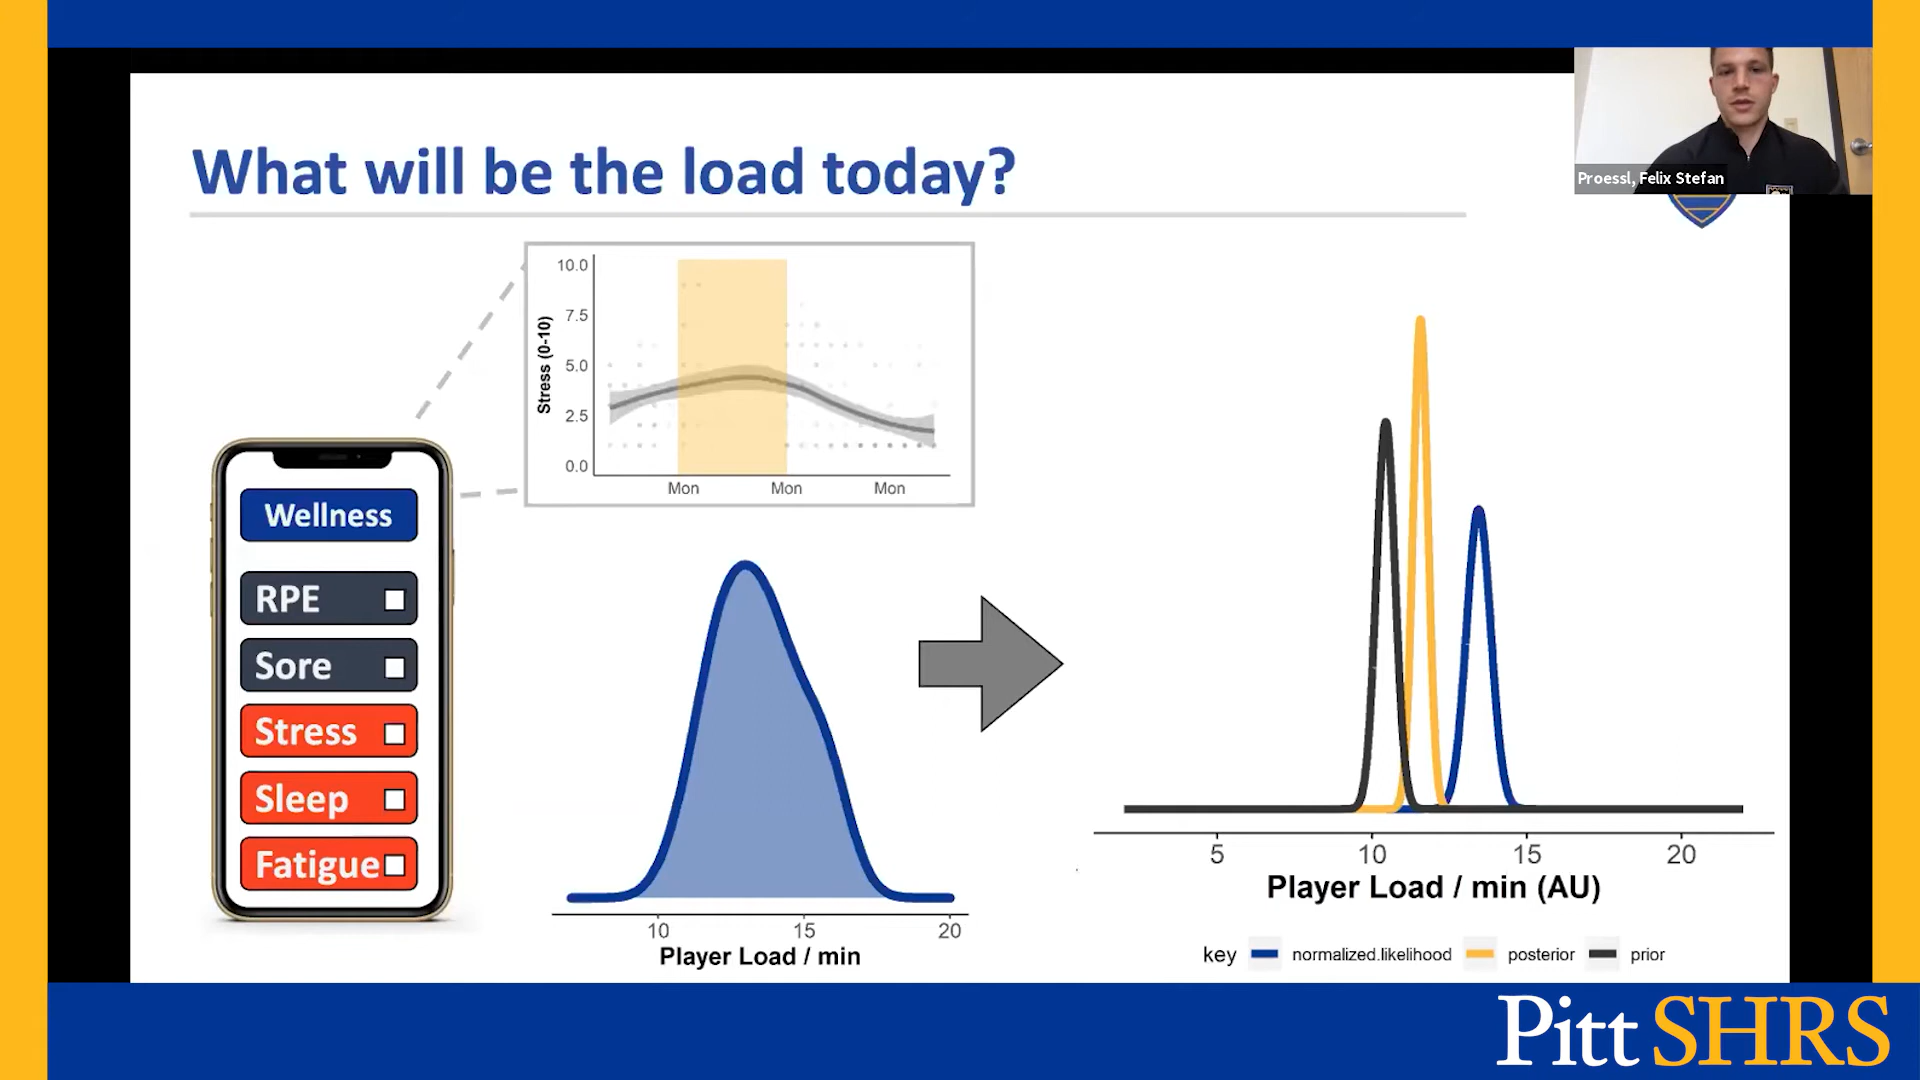 What will be the load today?
Proessl, Felix Stefan
10.0
7.5
5.0
2.5
0.0
Stress (0-10)
Mon Mon Mon
Wellness
RPE
Sore
Stress
Sleep
Fatigue
10 15 20
Player Load / min
5 10 15 20
Player Load / min (AU)
key normalized.likelihood posterior prior
Pitt SHRS